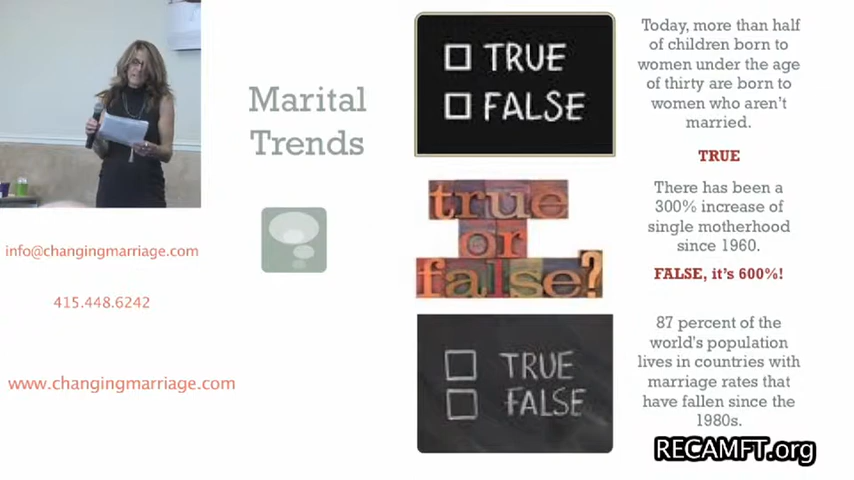 Marital
Trends
info@changingmarriage.com
415.448.6242
www.changingmarriage.com
TRUE
FALSE
Today, more than half
of children born to
women under the age
of thirty are born to
women who aren't
married.
TRUE
true
or
false?
There has been a
300% increase of
single motherhood
since 1960.
FALSE, it's 600%!
TRUE
FALSE
87 percent of the
world's population
lives in countries with
marriage rates that
have fallen since the
1980s.
RECAMFT.org